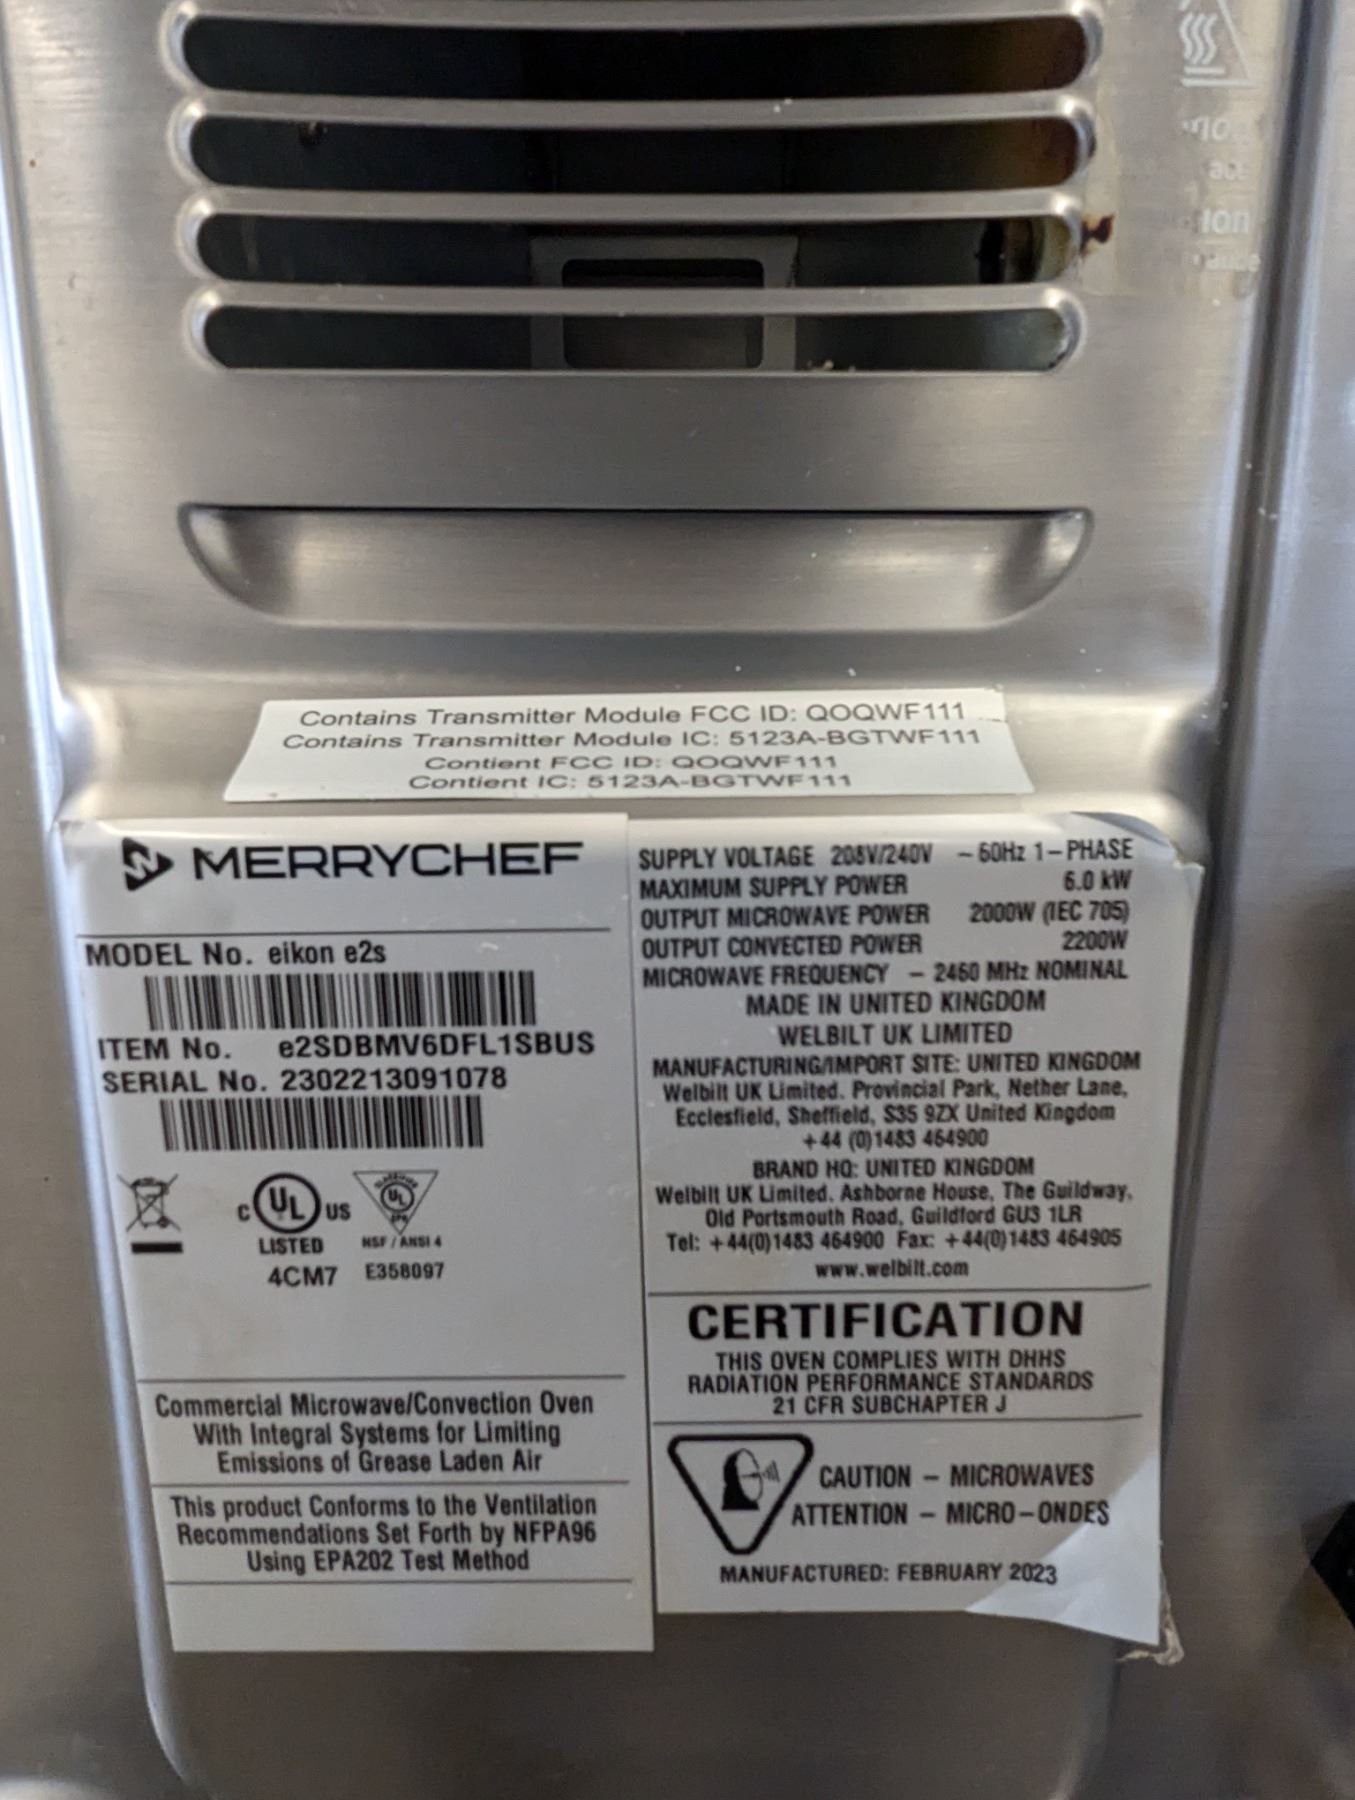 Contains Transmitter Module FCC ID: QOQWF111
Contains Transmitter Module IC: 5123A-BGTWF111
Contient FCC ID: QOQWF111
Contient IC: 5123A-BGTWF111
MERRYCHEF
MODEL No. eikon e2s
ITEM No. e2SDBMV6DFL1SBUS
SERIAL No. 2302213091078
C UL US
LISTED
4CM7
CLASSIFIED
UL
EPH
NSF / ANSI 4
E358097
Commercial Microwave/Convection Oven
With Integral Systems for Limiting
Emissions of Grease Laden Air
This product Conforms to the Ventilation
Recommendations Set Forth by NFPA96
Using EPA202 Test Method
SUPPLY VOLTAGE 208V/240V ~ 60Hz 1-PHASE
MAXIMUM SUPPLY POWER 6.0 kW
OUTPUT MICROWAVE POWER 2000W (IEC 705)
OUTPUT CONVECTED POWER 2200W
MICROWAVE FREQUENCY - 2460 MHz NOMINAL
MADE IN UNITED KINGDOM
WELBILT UK LIMITED
MANUFACTURING/IMPORT SITE: UNITED KINGDOM
Welbilt UK Limited. Provincial Park, Nether Lane,
Ecclesfield, Sheffield, S35 9ZX United Kingdom
+44 (0)1483 464900
BRAND HQ: UNITED KINGDOM
Welbilt UK Limited. Ashborne House, The Guildway,
Old Portsmouth Road, Guildford GU3 1LR
Tel: +44(0)1483 464900 Fax: +44(0)1483 464905
www.welbilt.com
CERTIFICATION
THIS OVEN COMPLIES WITH DHHS
RADIATION PERFORMANCE STANDARDS
21 CFR SUBCHAPTER J
CAUTION - MICROWAVES
ATTENTION - MICRO-ONDES
MANUFACTURED: FEBRUARY 2023